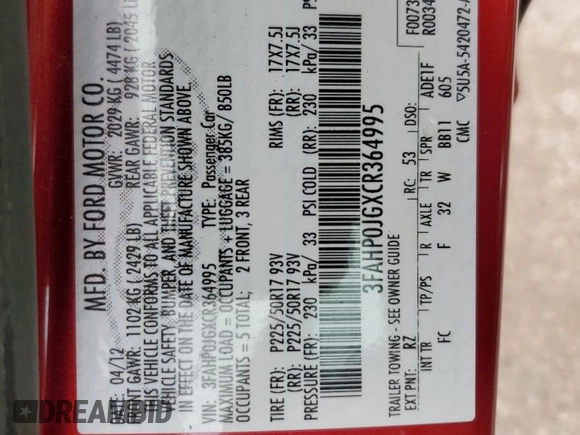 MFD. BY FORD MOTOR CO.
DATE: 04/12 GVWR: 2029 KG ( 4474 LB)
FRONT GAWR: 1102 KG ( 2429 LB) REAR GAWR: 928 KG ( 2045 L
THIS VEHICLE CONFORMS TO ALL APPLICABLE FEDERAL MOTOR
VEHICLE SAFETY, BUMPER, AND THEFT PREVENTION STANDARDS
IN EFFECT ON THE DATE OF MANUFACTURE SHOWN ABOVE.
VIN: 3FAHP0JGXCR364995 TYPE: Passenger Car
MAXIMUM LOAD = OCCUPANTS + LUGGAGE = 385KG/ 850LB
OCCUPANTS = 5 TOTAL; 2 FRONT, 3 REAR
TIRE (FR): P225/50R17 93V RIMS (FR): 17X7.5J
(RR): P225/50R17 93V (RR): 17X7.5J
PRESSURE (FR): 230 kPa/ 33 PSI COLD (RR): 230 kPa/ 33 P
3FAHP0JGXCR364995
F0073
R0034
TRAILER TOWING - SEE OWNER GUIDE
EXT PNT: RZ RC: 53 DSO: ADE1F
INT TR TP/PS R AXLE TR SPR 605
FC F 32 W BB11
CMC 5U5A-5420472-A
DREAMOID